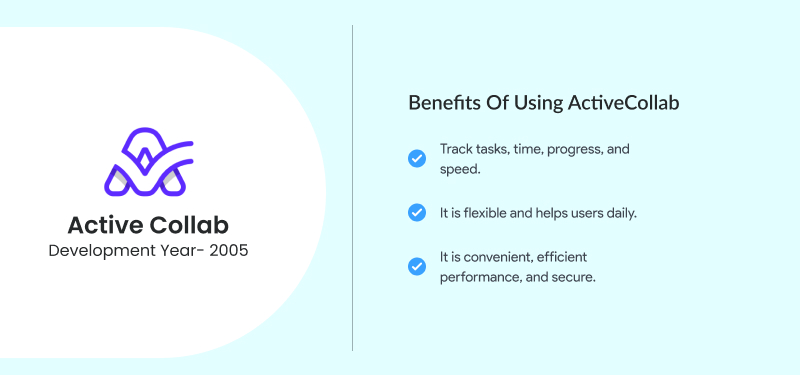 Active Collab
Development Year- 2005
Benefits Of Using ActiveCollab
Track tasks, time, progress, and
speed.
It is flexible and helps users daily.
It is convenient, efficient
performance, and secure.